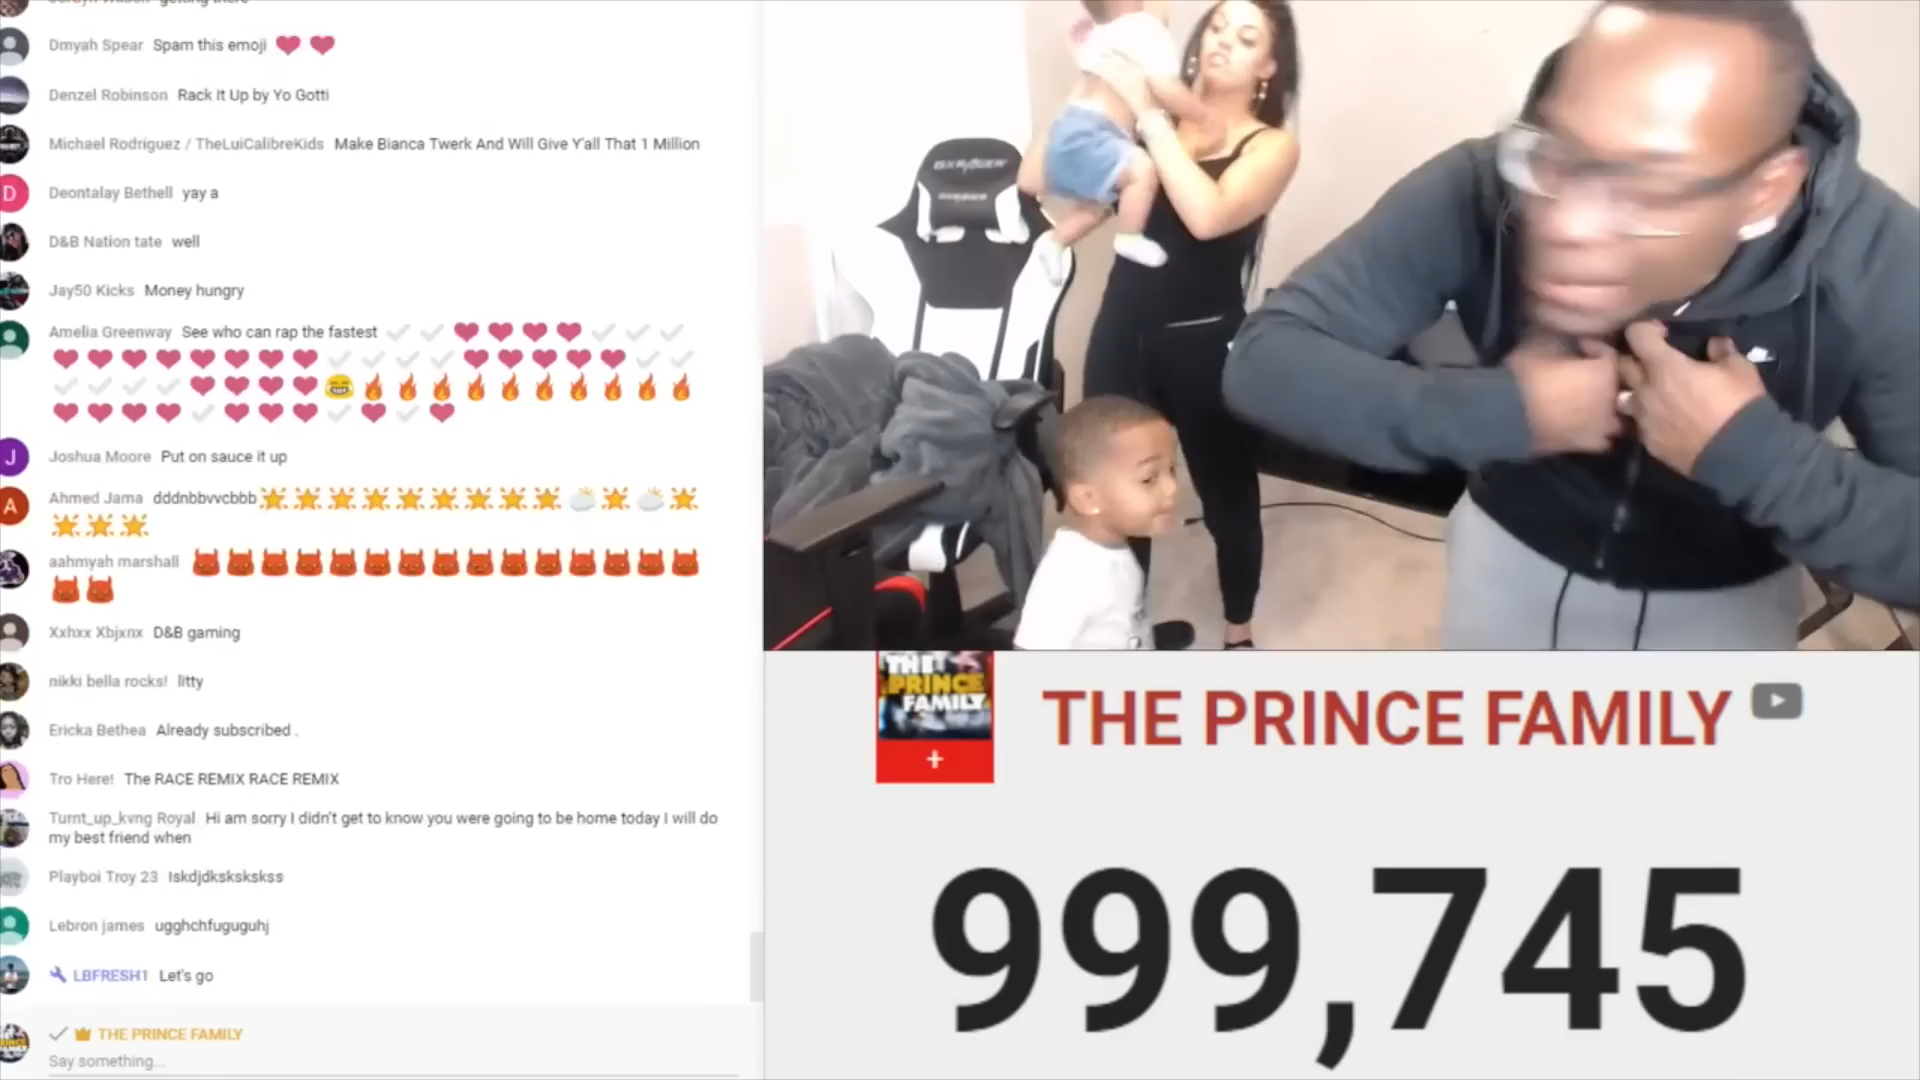 getting there
Dmyah Spear Spam this emoji
Denzel Robinson Rack It Up by Yo Gotti
Michael Rodriguez / TheLuiCalibreKids Make Bianca Twerk And Will Give Y'all That 1 Million
D Deontalay Bethell yay a
D&B Nation tate well
Jay50 Kicks Money hungry
Amelia Greenway See who can rap the fastest
J Joshua Moore Put on sauce it up
A Ahmed Jama dddnbbvvcbbb
aahmyah marshall
Xxhxx Xbjxnx D&B gaming
nikki bella rocks! litty
Ericka Bethea Already subscribed .
Tro Here! The RACE REMIX RACE REMIX
Turnt_up_kvng Royal Hi am sorry I didn't get to know you were going to be home today I will do
my best friend when
Playboi Troy 23 Iskdjdkskskskss
Lebron james ugghchfuguguhj
LBFRESH1 Let's go
THE PRINCE FAMILY
Say something...
DXRACER
DXRACER
THE
PRINCE
FAMILY
+
THE PRINCE FAMILY
999,745